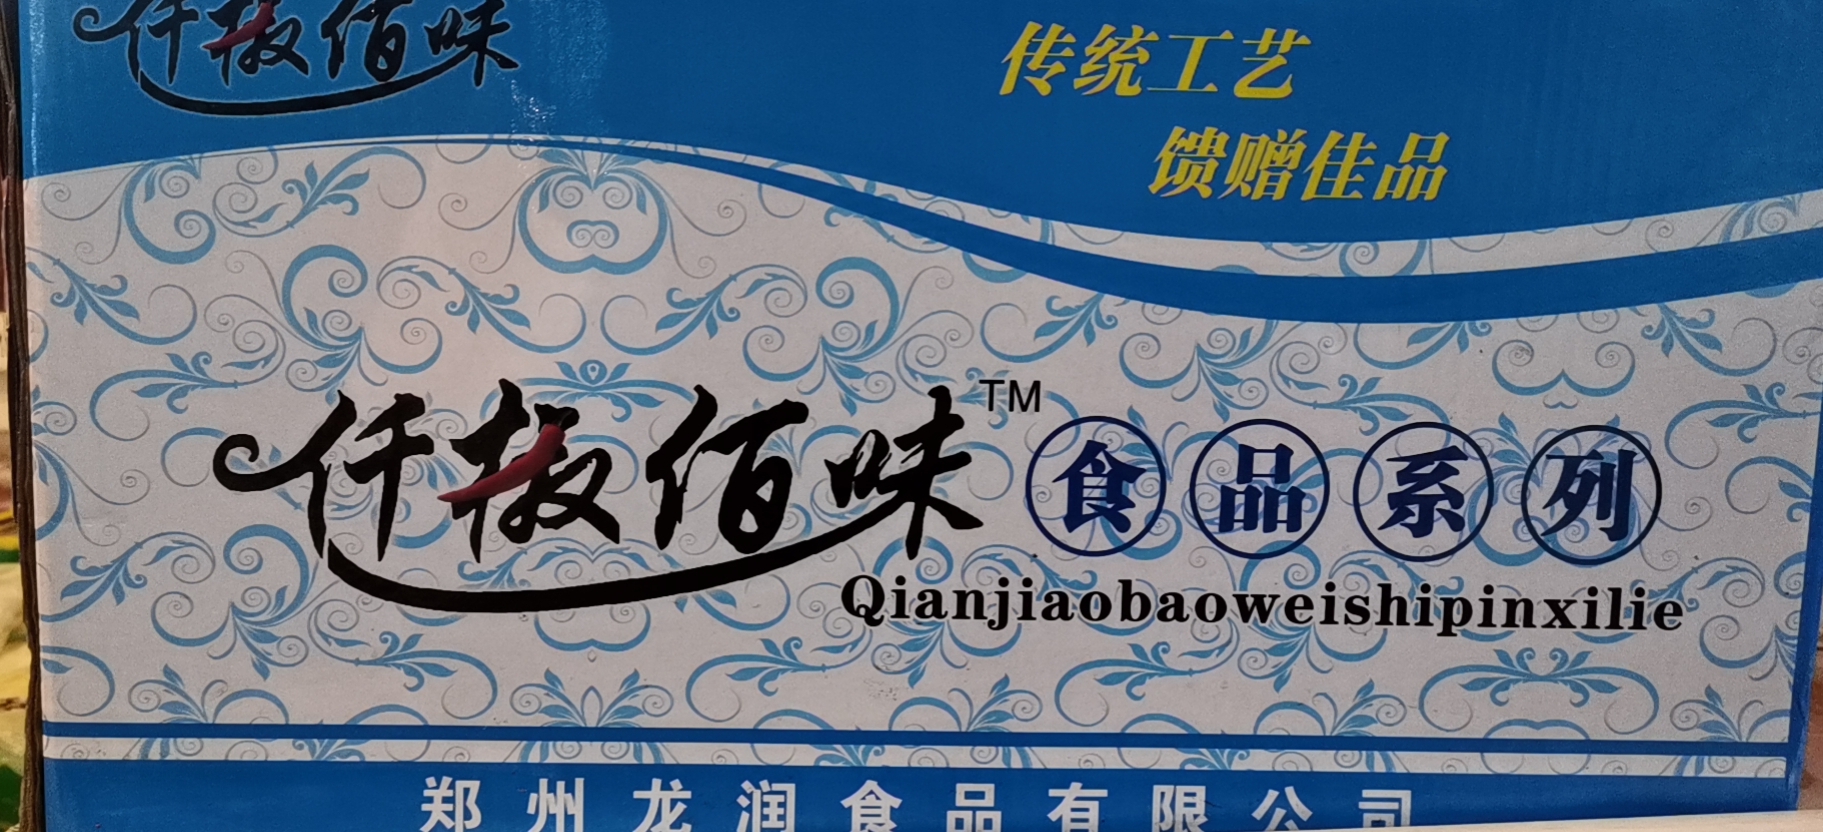 仟椒佰味
传统工艺
馈赠佳品
仟椒佰味TM 食品系列
Qianjiaobaoweishipinxilie
郑州龙润食品有限公司